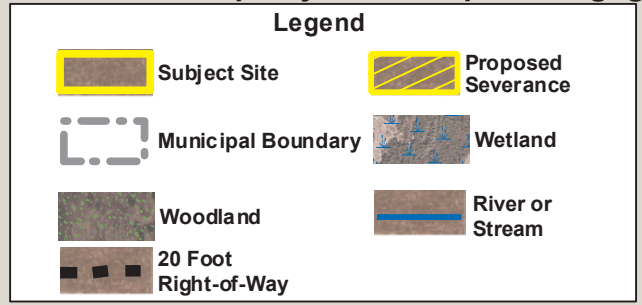 Legend
Subject Site
Proposed
Severance
Municipal Boundary
Wetland
Woodland
River or
Stream
20 Foot
Right-of-Way